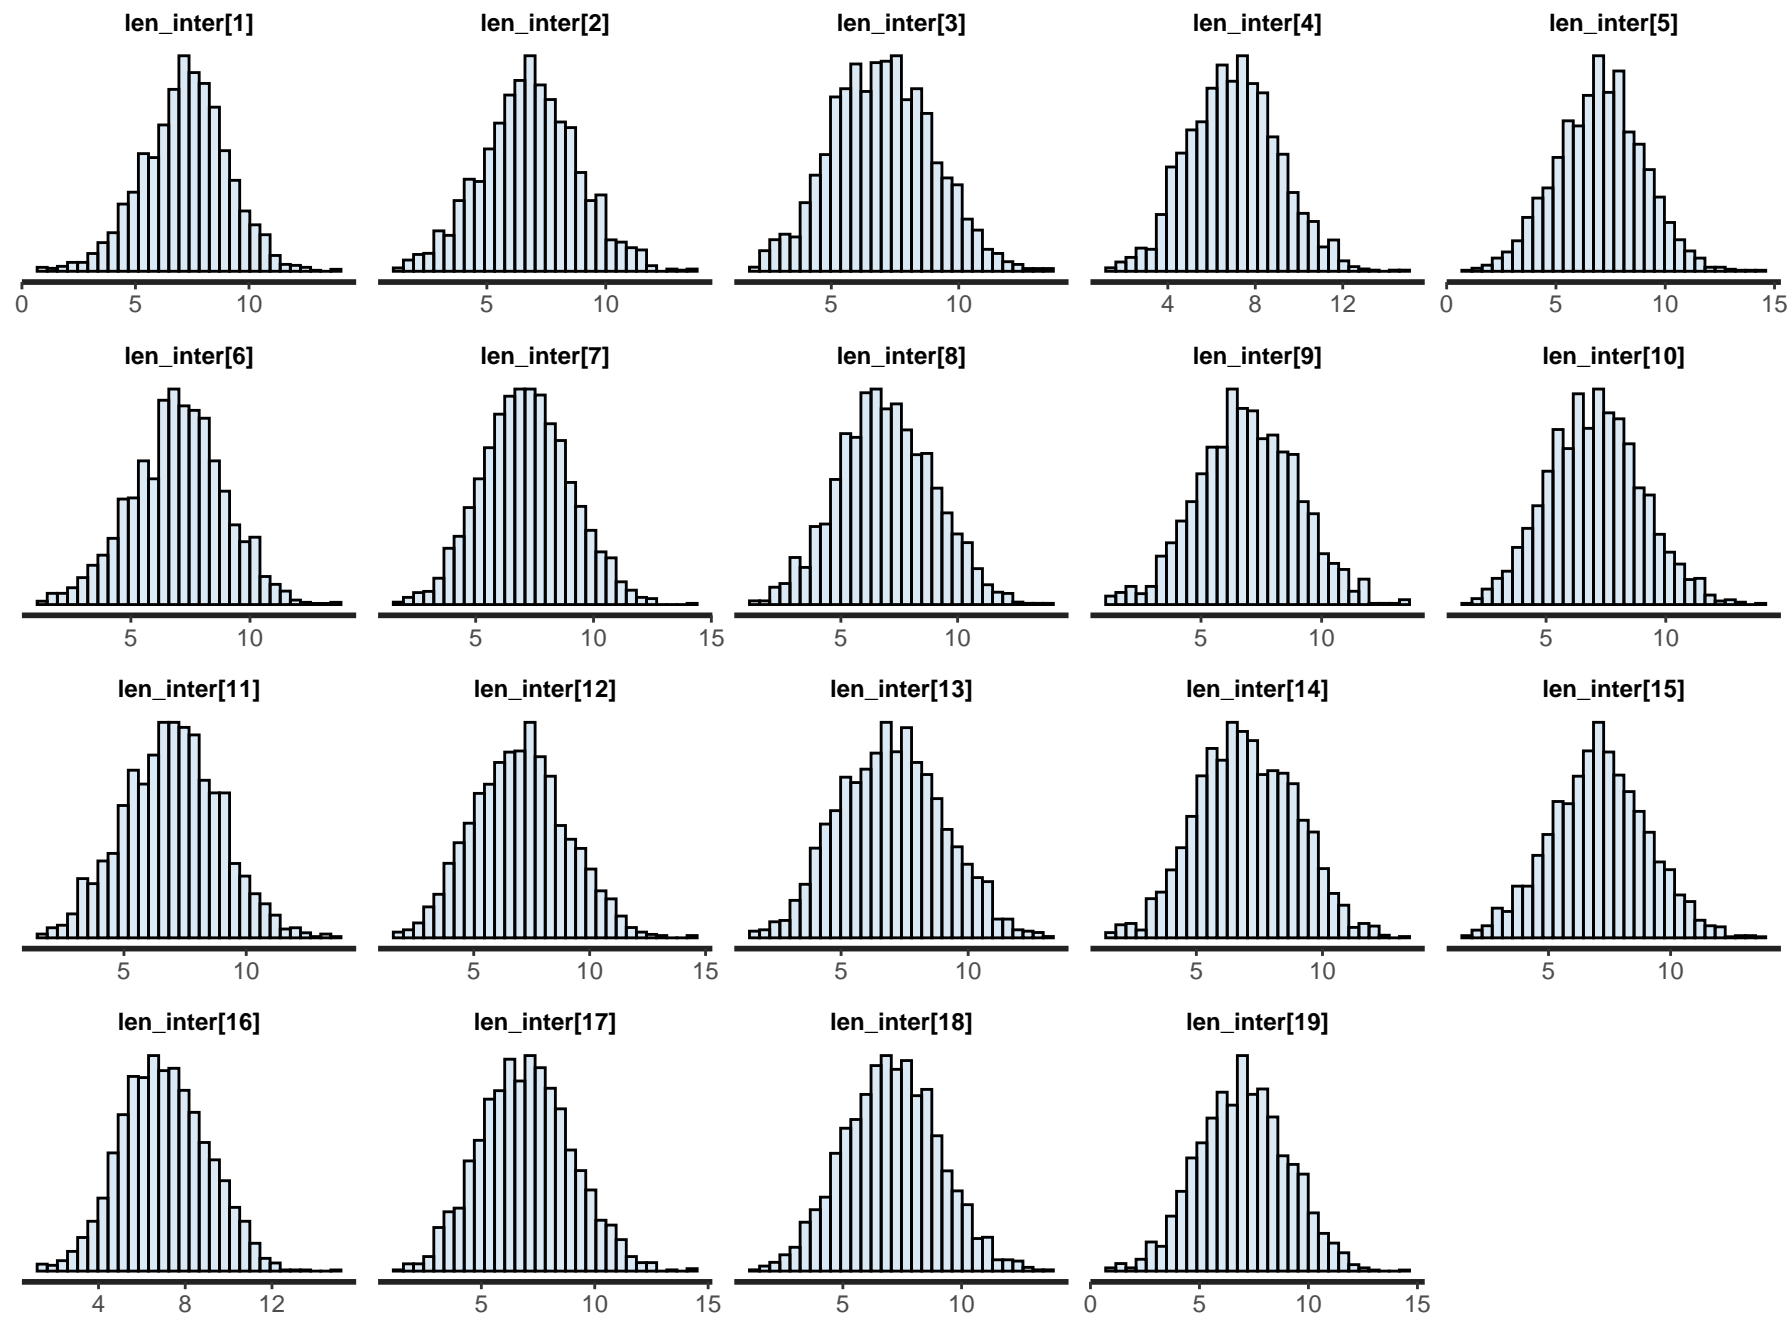 len_inter[1] len_inter[2] len_inter[3] len_inter[4] len_inter[5]
0 5 10 5 10 5 10 4 8 12 0 5 10 15
len_inter[6] len_inter[7] len_inter[8] len_inter[9] len_inter[10]
5 10 5 10 15 5 10 5 10 5 10
len_inter[11] len_inter[12] len_inter[13] len_inter[14] len_inter[15]
5 10 5 10 15 5 10 5 10 5 10
len_inter[16] len_inter[17] len_inter[18] len_inter[19]
4 8 12 5 10 15 5 10 0 5 10 15